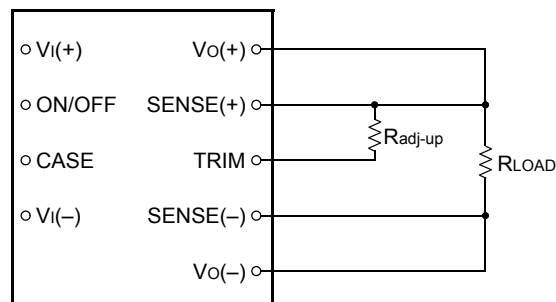 VI(+) VO(+)
ON/OFF SENSE(+)
Radj-up
CASE TRIM
RLOAD
VI(–) SENSE(–)
VO(–)